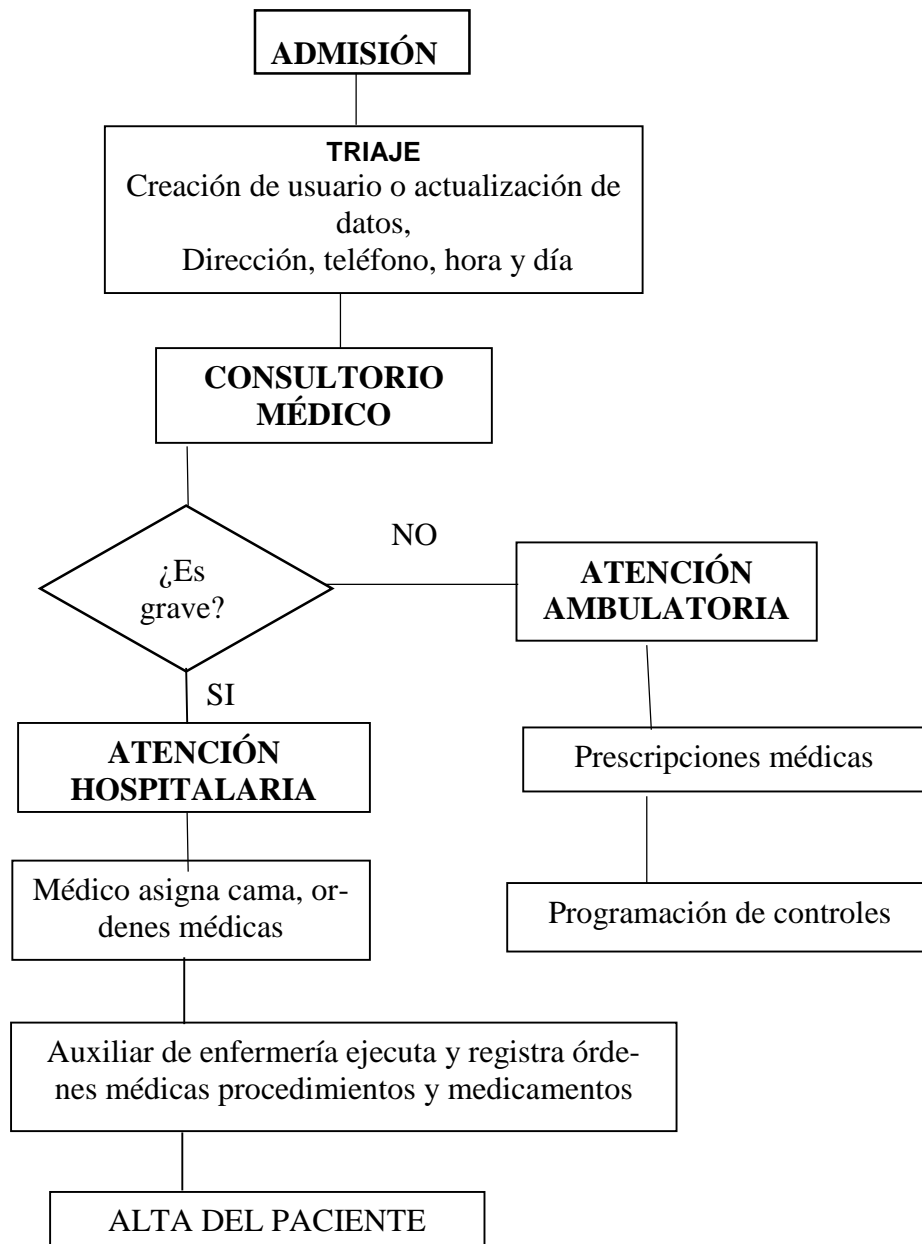 ADMISIÓN
TRIAJE
Creación de usuario o actualización de
datos,
Dirección, teléfono, hora y día
CONSULTORIO
MÉDICO
¿Es
grave?
NO
ATENCIÓN
AMBULATORIA
SI
ATENCIÓN
HOSPITALARIA
Prescripciones médicas
Médico asigna cama, or-
denes médicas
Programación de controles
Auxiliar de enfermería ejecuta y registra órde-
nes médicas procedimientos y medicamentos
ALTA DEL PACIENTE